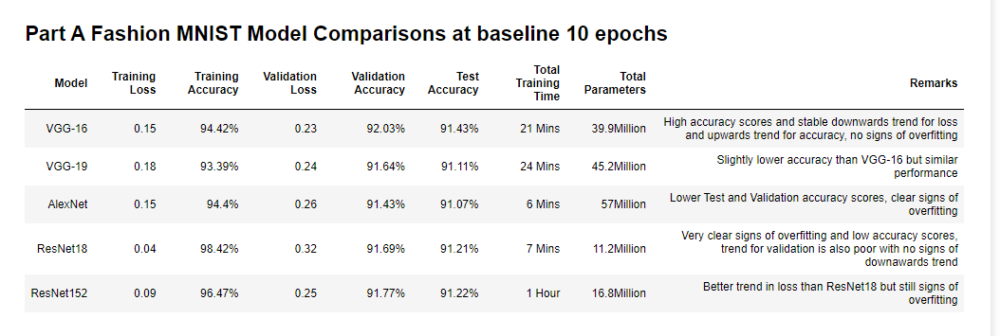 Part A Fashion MNIST Model Comparisons at baseline 10 epochs
Model Training Loss Training Accuracy Validation Loss Validation Accuracy Test Accuracy Total Training Time Total Parameters Remarks
VGG-16 0.15 94.42% 0.23 92.03% 91.43% 21 Mins 39.9Million High accuracy scores and stable downwards trend for loss
and upwards trend for accuracy, no signs of overfitting
VGG-19 0.18 93.39% 0.24 91.64% 91.11% 24 Mins 45.2Million Slightly lower accuracy than VGG-16 but similar
performance
AlexNet 0.15 94.4% 0.26 91.43% 91.07% 6 Mins 57Million Lower Test and Validation accuracy scores, clear signs of
overfitting
ResNet18 0.04 98.42% 0.32 91.69% 91.21% 7 Mins 11.2Million Very clear signs of overfitting and low accuracy scores,
trend for validation is also poor with no signs of
downawards trend
ResNet152 0.09 96.47% 0.25 91.77% 91.22% 1 Hour 16.8Million Better trend in loss than ResNet18 but still signs of
overfitting